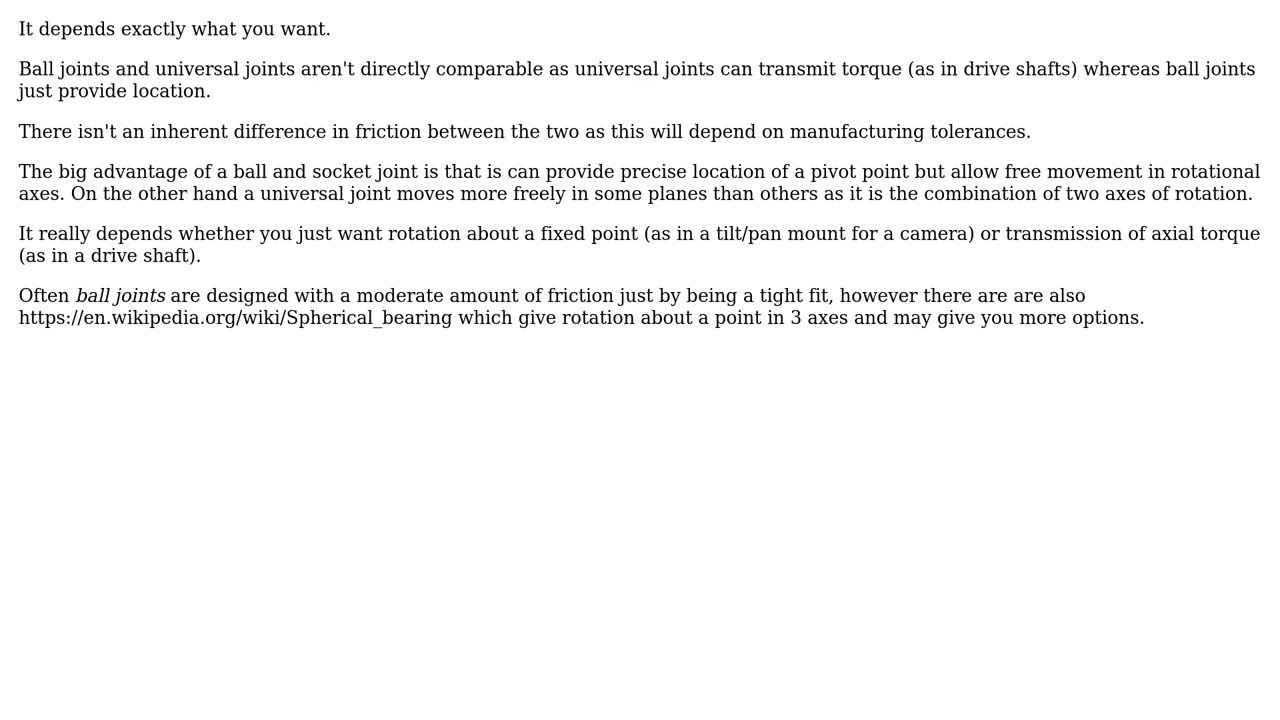 It depends exactly what you want.
Ball joints and universal joints aren't directly comparable as universal joints can transmit torque (as in drive shafts) whereas ball joints
just provide location.
There isn't an inherent difference in friction between the two as this will depend on manufacturing tolerances.
The big advantage of a ball and socket joint is that is can provide precise location of a pivot point but allow free movement in rotational
axes. On the other hand a universal joint moves more freely in some planes than others as it is the combination of two axes of rotation.
It really depends whether you just want rotation about a fixed point (as in a tilt/pan mount for a camera) or transmission of axial torque
(as in a drive shaft).
Often ball joints are designed with a moderate amount of friction just by being a tight fit, however there are are also
https://en.wikipedia.org/wiki/Spherical_bearing which give rotation about a point in 3 axes and may give you more options.